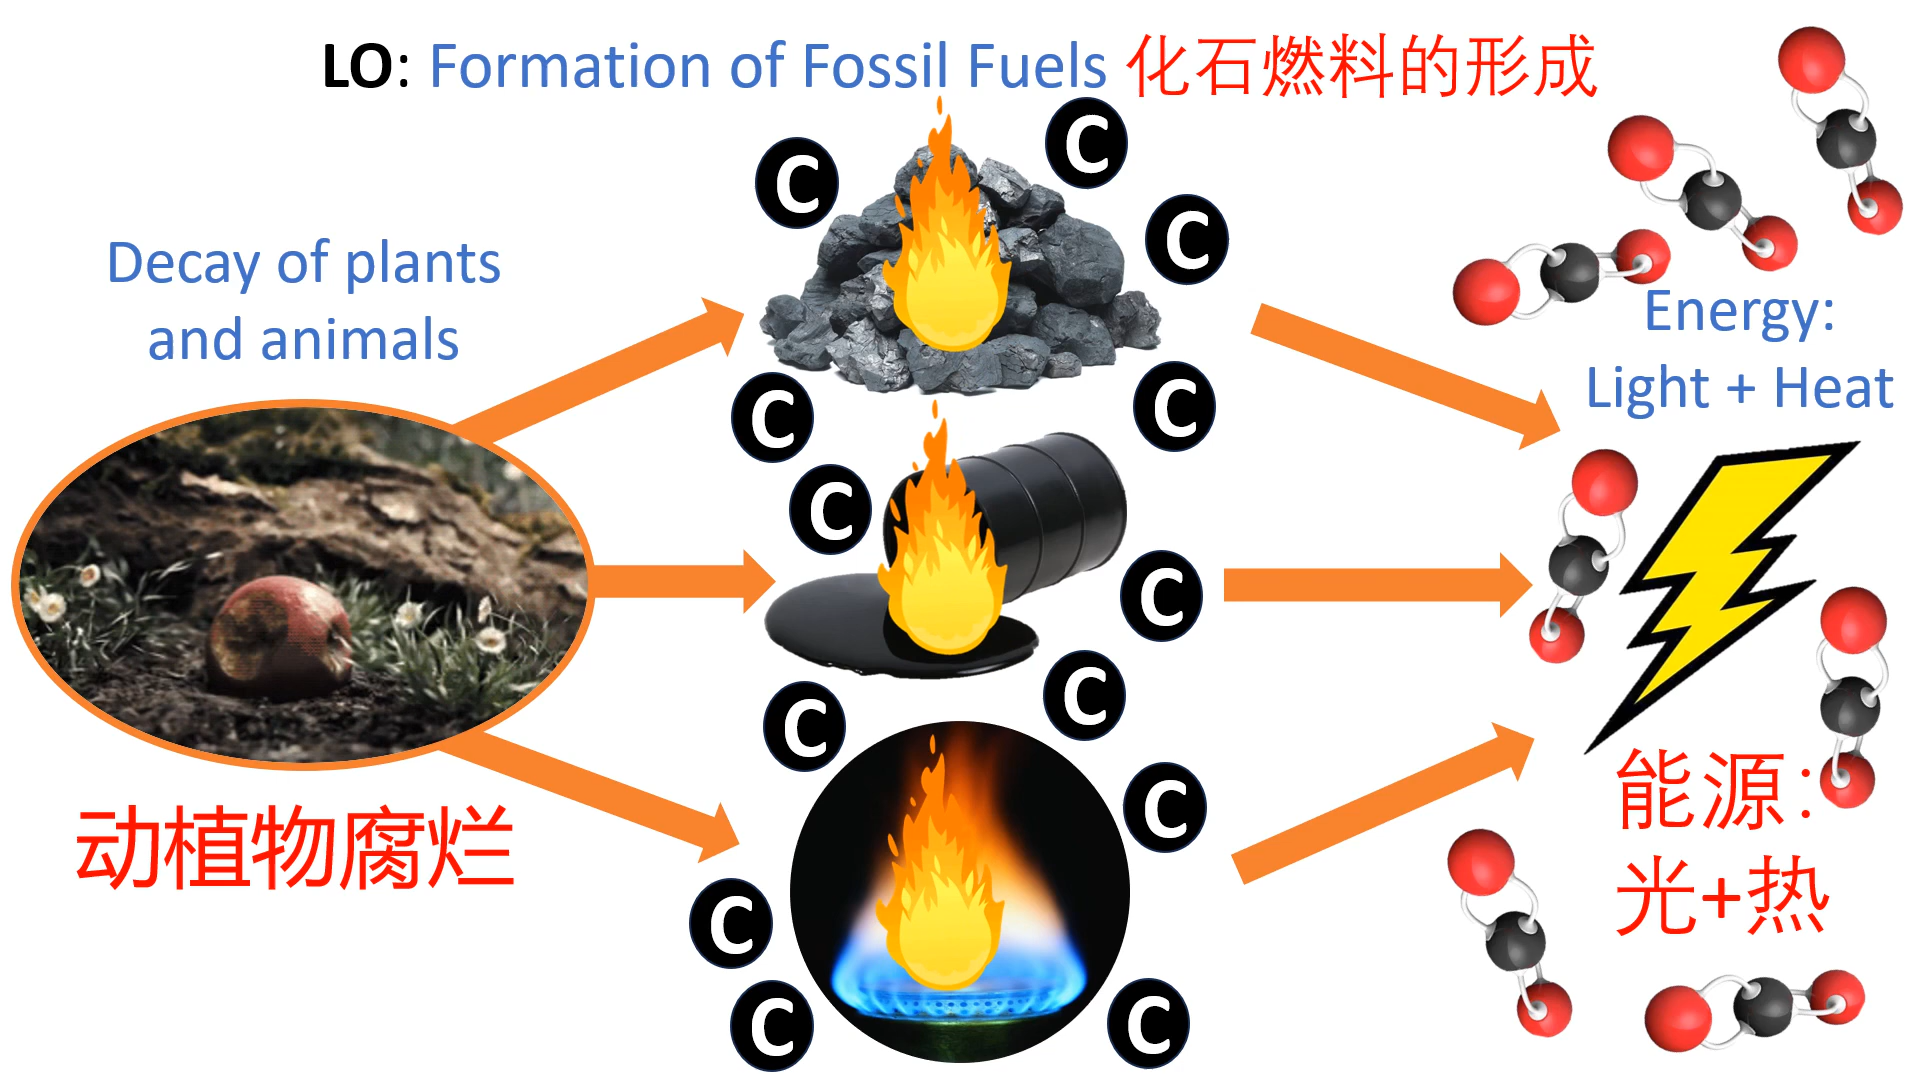 LO: Formation of Fossil Fuels 化石燃料的形成
Decay of plants
and animals
动植物腐烂
C
C
C
C
C
C
C
C
C
C
C
C
C
Energy:
Light + Heat
能源：
光+热